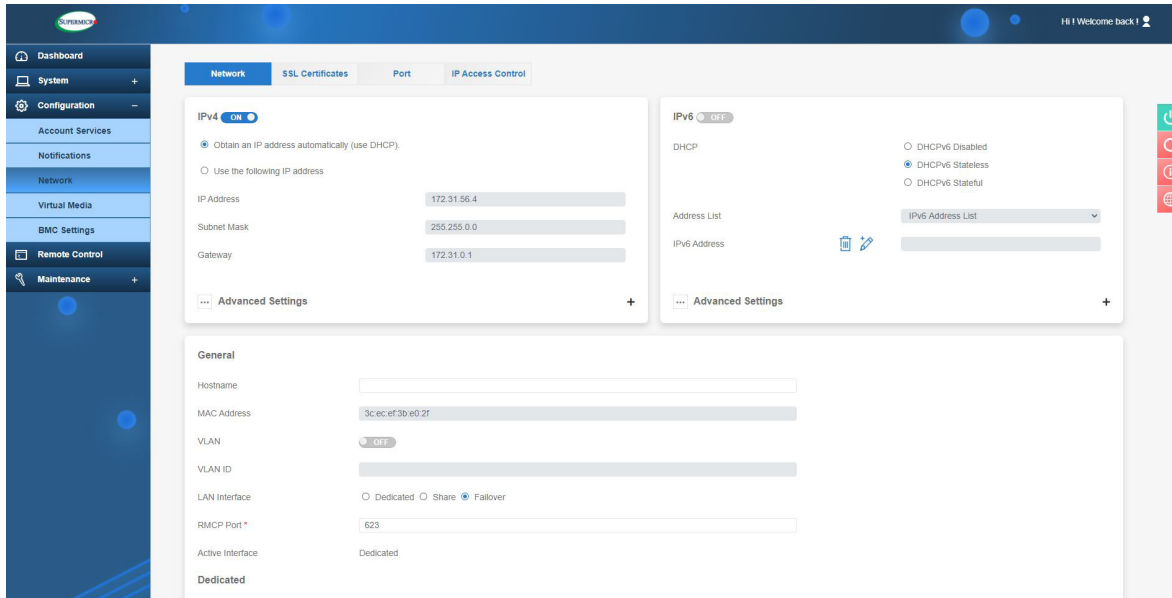 SUPERMICR
Hi ! Welcome back !
Dashboard
System +
Configuration −
Account Services
Notifications
Network
Virtual Media
BMC Settings
Remote Control
Maintenance +
Network SSL Certificates Port IP Access Control
IPv4 ON
Obtain an IP address automatically (use DHCP).
Use the following IP address
IP Address 172.31.56.4
Subnet Mask 255.255.0.0
Gateway 172.31.0.1
... Advanced Settings +
IPv6 OFF
DHCP DHCPv6 Disabled
DHCPv6 Stateless
DHCPv6 Stateful
Address List IPv6 Address List
IPv6 Address
... Advanced Settings +
General
Hostname
MAC Address 3c:ec:ef:3b:e0:2f
VLAN OFF
VLAN ID
LAN Interface Dedicated Share Failover
RMCP Port * 623
Active Interface Dedicated
Dedicated